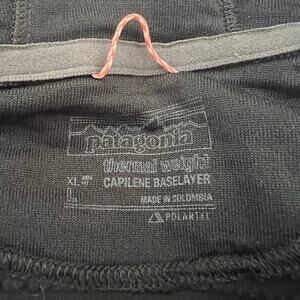 patagonia
thermal weight
XL
CAPILENE BASELAYER
L
MADE IN COLOMBIA
POLARTEC